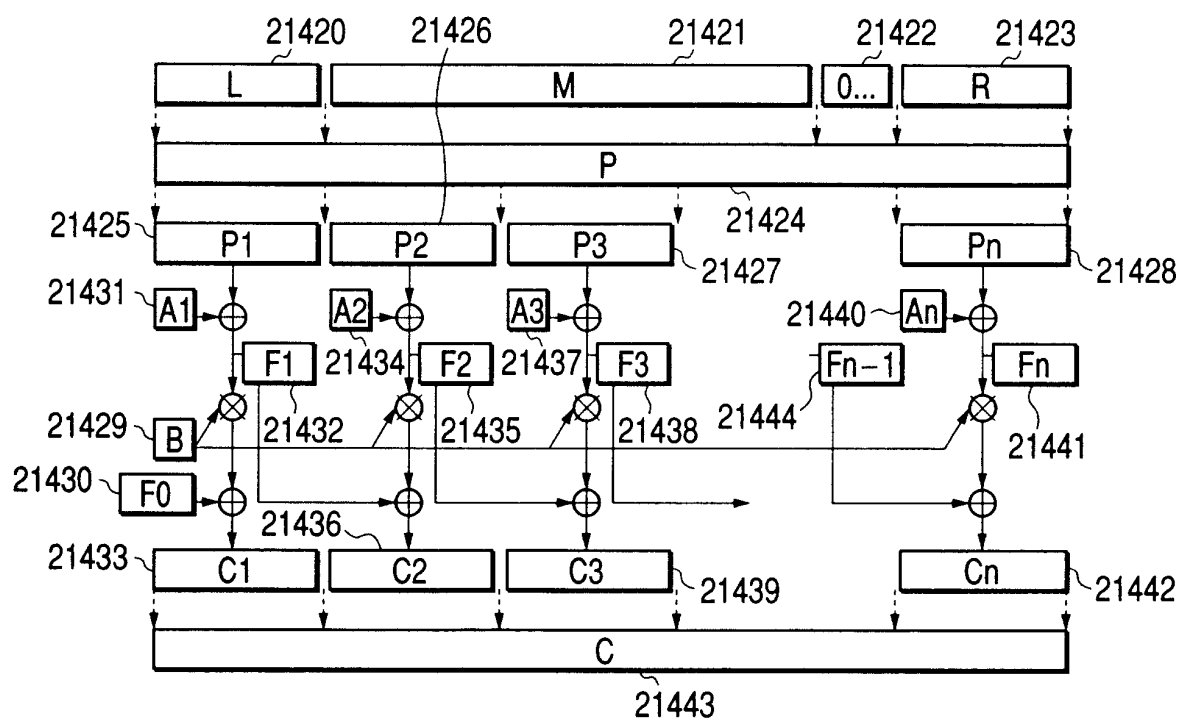 21420 21426 21421 21422 21423
L M 0... R
P
21424
21425 P1 P2 P3 21427 Pn 21428
21431 A1 A2 A3 21440 An
21434 21437
F1 F2 F3 Fn-1 Fn
21429 B 21432 21435 21438 21444 21441
21430 F0
21436
21433 C1 C2 C3 21439 Cn 21442
C
21443